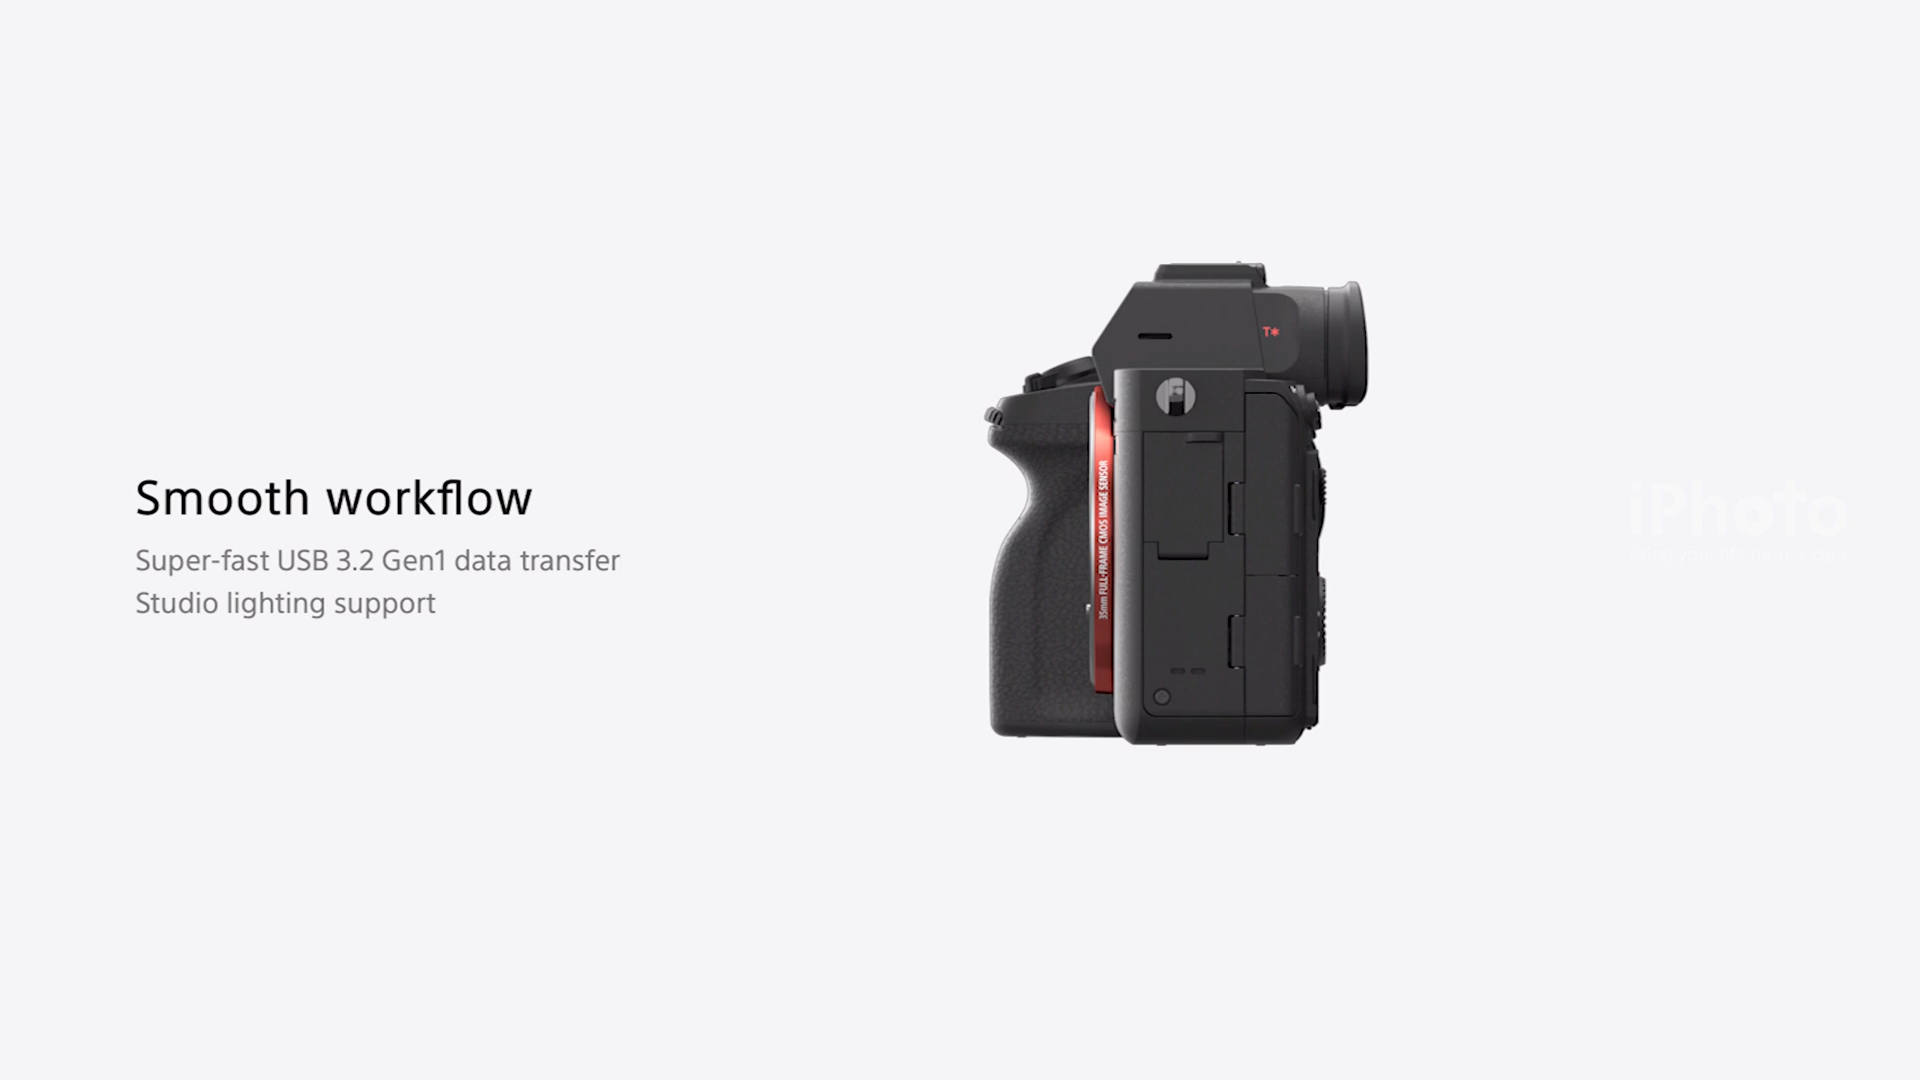 Smooth workflow
Super-fast USB 3.2 Gen1 data transfer
Studio lighting support
T*
35mm FULL-FRAME CMOS IMAGE SENSOR
iPhoto